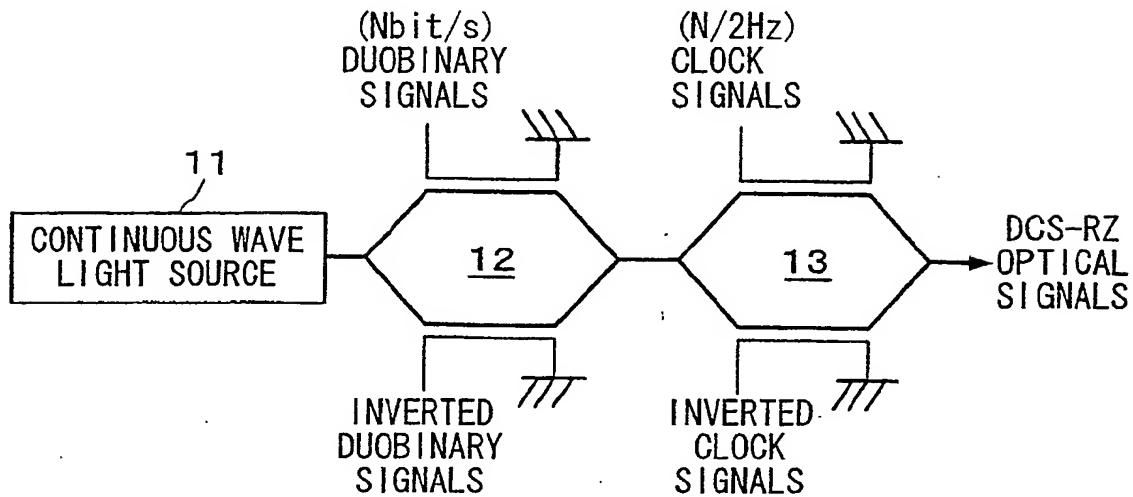 (Nbit/s)
DUOBINARY
SIGNALS
(N/2Hz)
CLOCK
SIGNALS
11
CONTINUOUS WAVE
LIGHT SOURCE
12
13
DCS-RZ
OPTICAL
SIGNALS
INVERTED
DUOBINARY
SIGNALS
INVERTED
CLOCK
SIGNALS